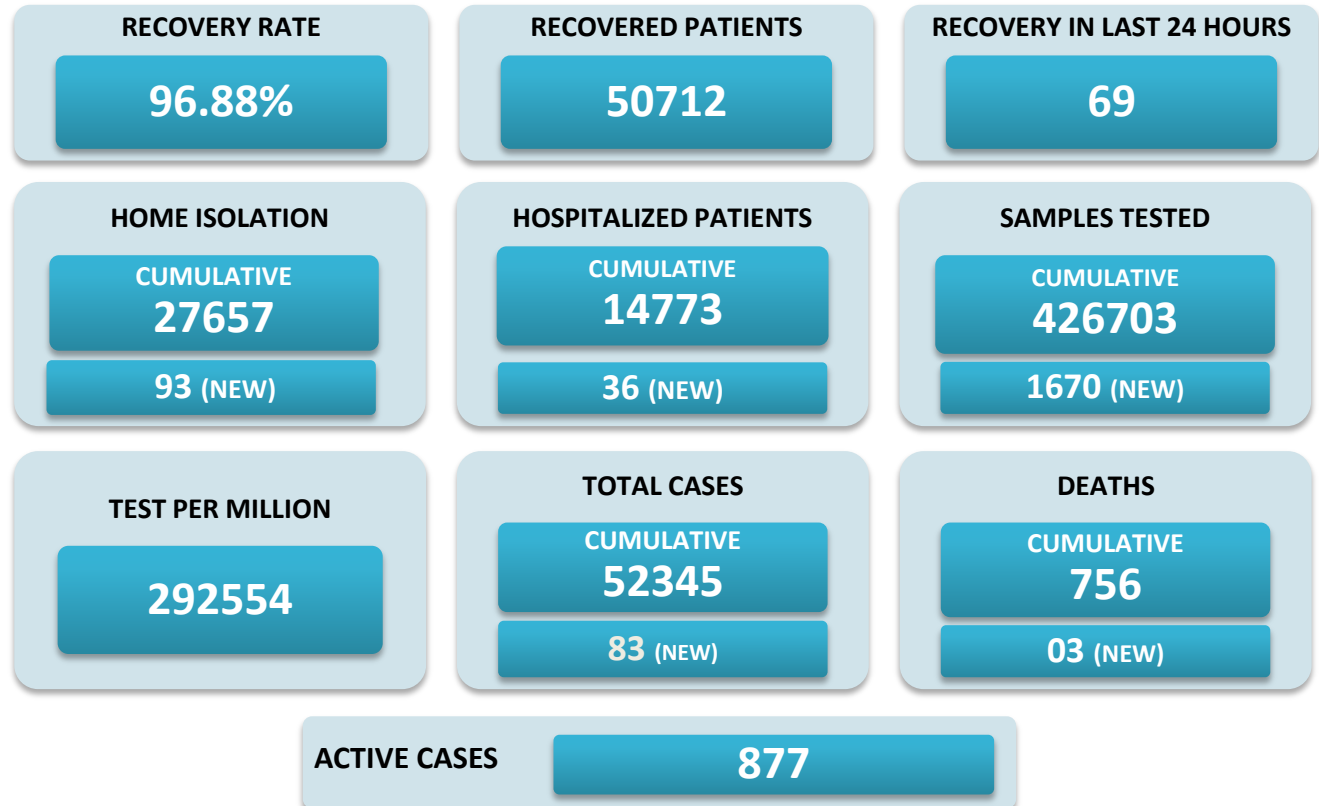 RECOVERY RATE
96.88%
RECOVERED PATIENTS
50712
RECOVERY IN LAST 24 HOURS
69
HOME ISOLATION
CUMULATIVE
27657
93 (NEW)
HOSPITALIZED PATIENTS
CUMULATIVE
14773
36 (NEW)
SAMPLES TESTED
CUMULATIVE
426703
1670 (NEW)
TEST PER MILLION
292554
TOTAL CASES
CUMULATIVE
52345
83 (NEW)
DEATHS
CUMULATIVE
756
03 (NEW)
ACTIVE CASES
877